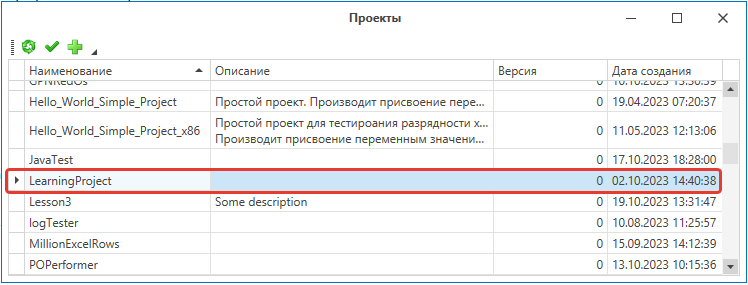 Проекты
Наименование Описание Версия Дата создания
Hello_World_Simple_Project Простой проект. Производит присвоение пере... 0 19.04.2023 07:20:37
Hello_World_Simple_Project_x86 Простой проект для тестироания разрядности х... 0 11.05.2023 12:13:06
Производит присвоение переменным значени...
JavaTest 0 17.10.2023 18:28:00
LearningProject 0 02.10.2023 14:40:38
Lesson3 Some description 0 19.10.2023 13:31:47
logTester 0 10.08.2023 11:25:57
MillionExcelRows 0 15.09.2023 14:12:39
POPerformer 0 13.10.2023 10:15:36